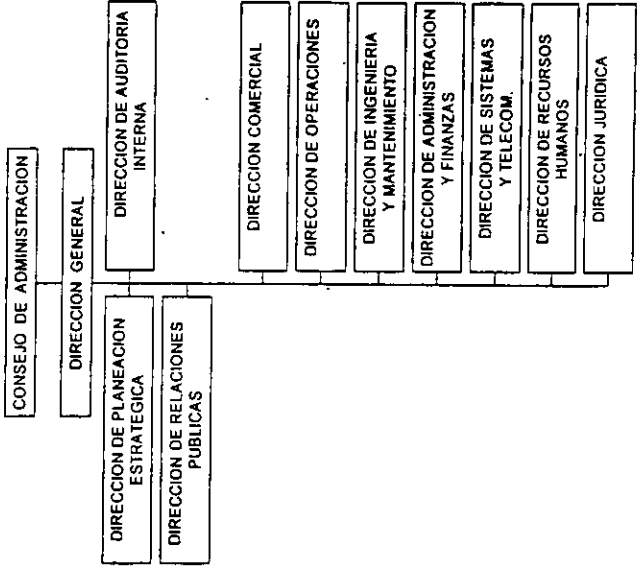 CONSEJO DE ADMINISTRACION
DIRECCION GENERAL
DIRECCION DE PLANEACION
ESTRATEGICA
DIRECCION DE AUDITORIA
INTERNA
DIRECCION DE RELACIONES
PUBLICAS
DIRECCION COMERCIAL
DIRECCION DE OPERACIONES
DIRECCION DE INGENIERIA
Y MANTENIMIENTO
DIRECCION DE ADMINISTRACION
Y FINANZAS
DIRECCION DE SISTEMAS
Y TELECOM.
DIRECCION DE RECURSOS
HUMANOS
DIRECCION JURIDICA